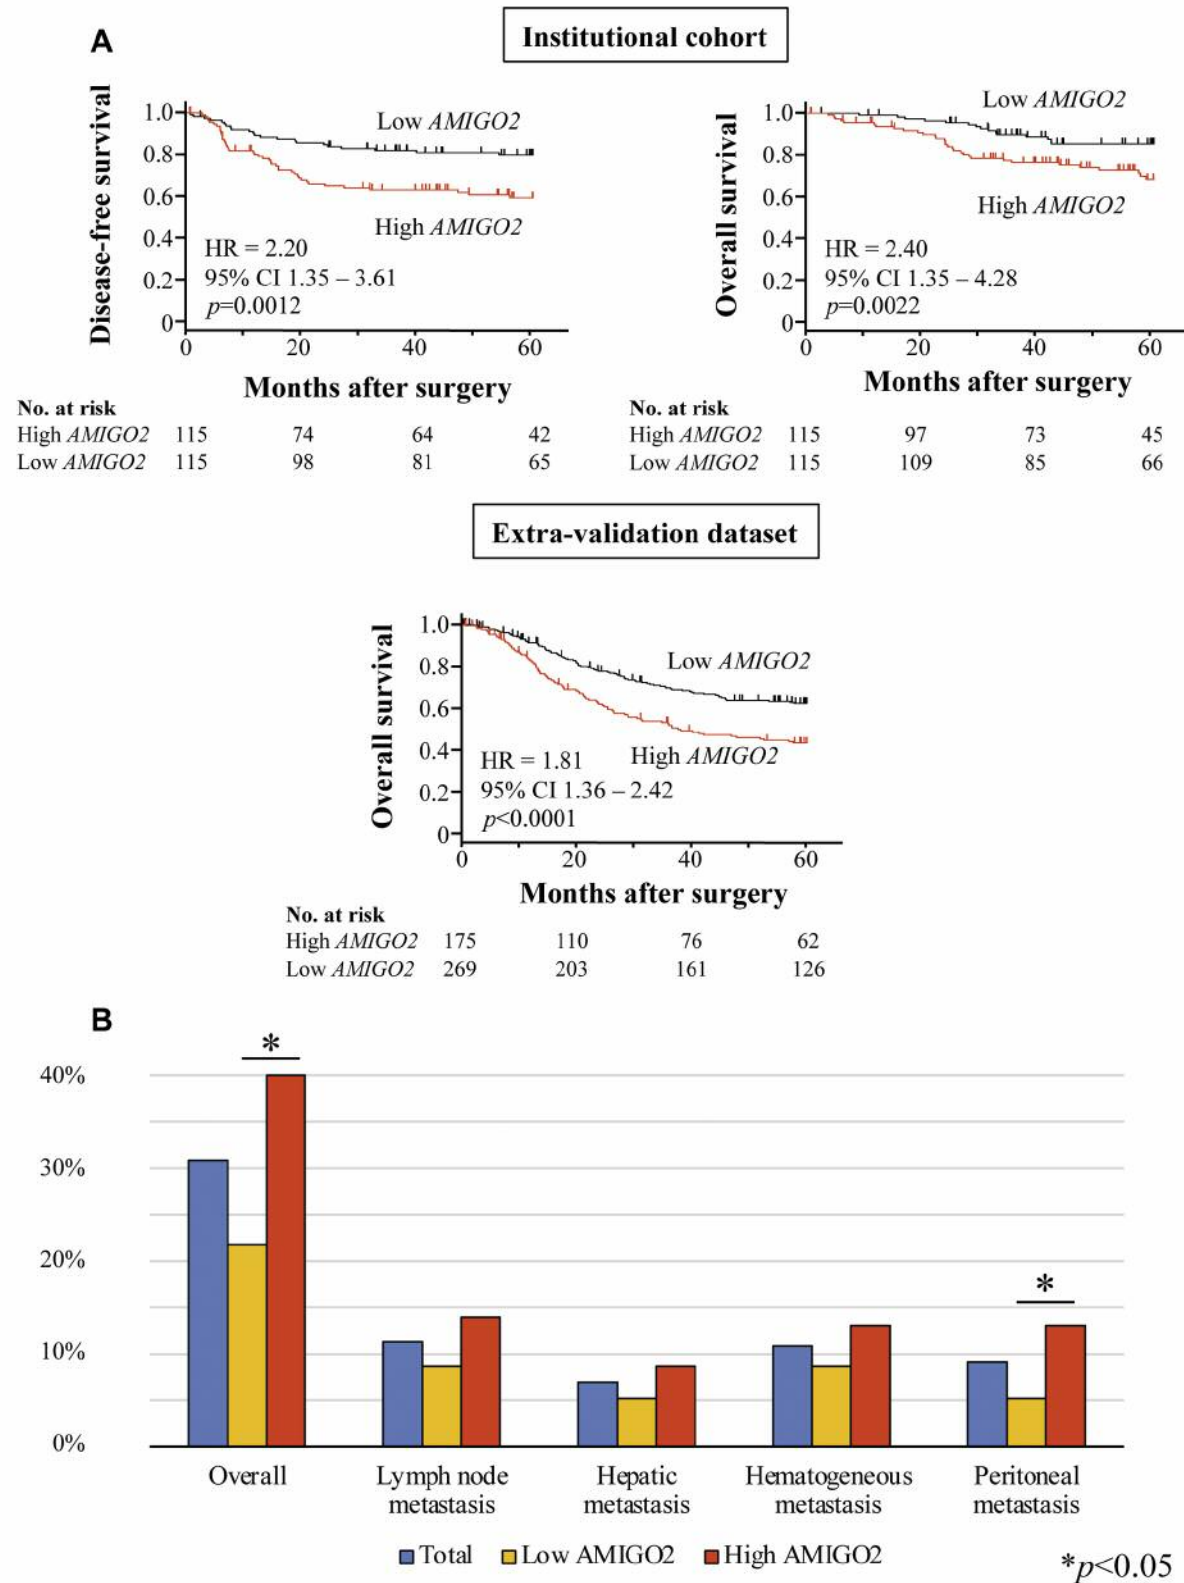 A
Institutional cohort
Disease-free survival
1.0
0.8
0.6
0.4
0.2
0
Low AMIGO2
High AMIGO2
HR = 2.20
95% CI 1.35 – 3.61
p=0.0012
0 20 40 60
Months after surgery
No. at risk
High AMIGO2 115 74 64 42
Low AMIGO2 115 98 81 65
Overall survival
1.0
0.8
0.6
0.4
0.2
0
Low AMIGO2
High AMIGO2
HR = 2.40
95% CI 1.35 – 4.28
p=0.0022
0 20 40 60
Months after surgery
No. at risk
High AMIGO2 115 97 73 45
Low AMIGO2 115 109 85 66
Extra-validation dataset
Overall survival
1.0
0.8
0.6
0.4
0.2
0
Low AMIGO2
High AMIGO2
HR = 1.81
95% CI 1.36 – 2.42
p<0.0001
0 20 40 60
Months after surgery
No. at risk
High AMIGO2 175 110 76 62
Low AMIGO2 269 203 161 126
B
*
40%
30%
20%
*
10%
0%
Overall
Lymph node
metastasis
Hepatic
metastasis
Hematogeneous
metastasis
Peritoneal
metastasis
Total Low AMIGO2 High AMIGO2
*p<0.05